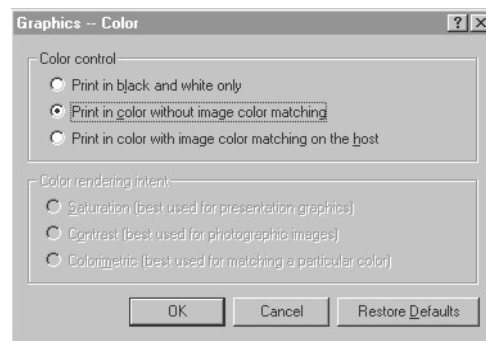 Graphics -- Color
Color control
Print in black and white only
Print in color without image color matching
Print in color with image color matching on the host
Color rendering intent
Saturation (best used for presentation graphics)
Contrast (best used for photographic images)
Colorimetric (best used for matching a particular color)
OK Cancel Restore Defaults